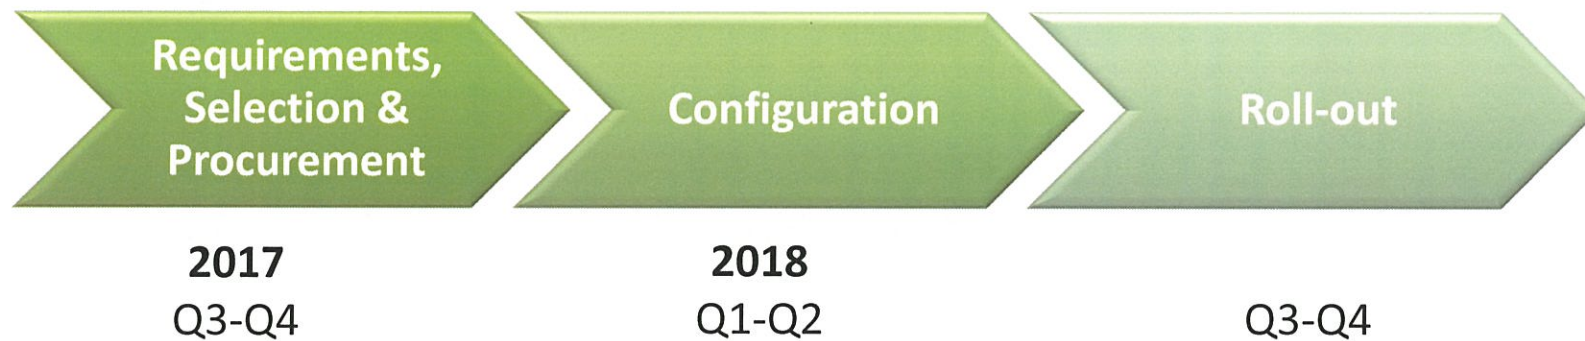 Requirements,
Selection &
Procurement
Configuration
Roll-out
2017
2018
Q3-Q4
Q1-Q2
Q3-Q4